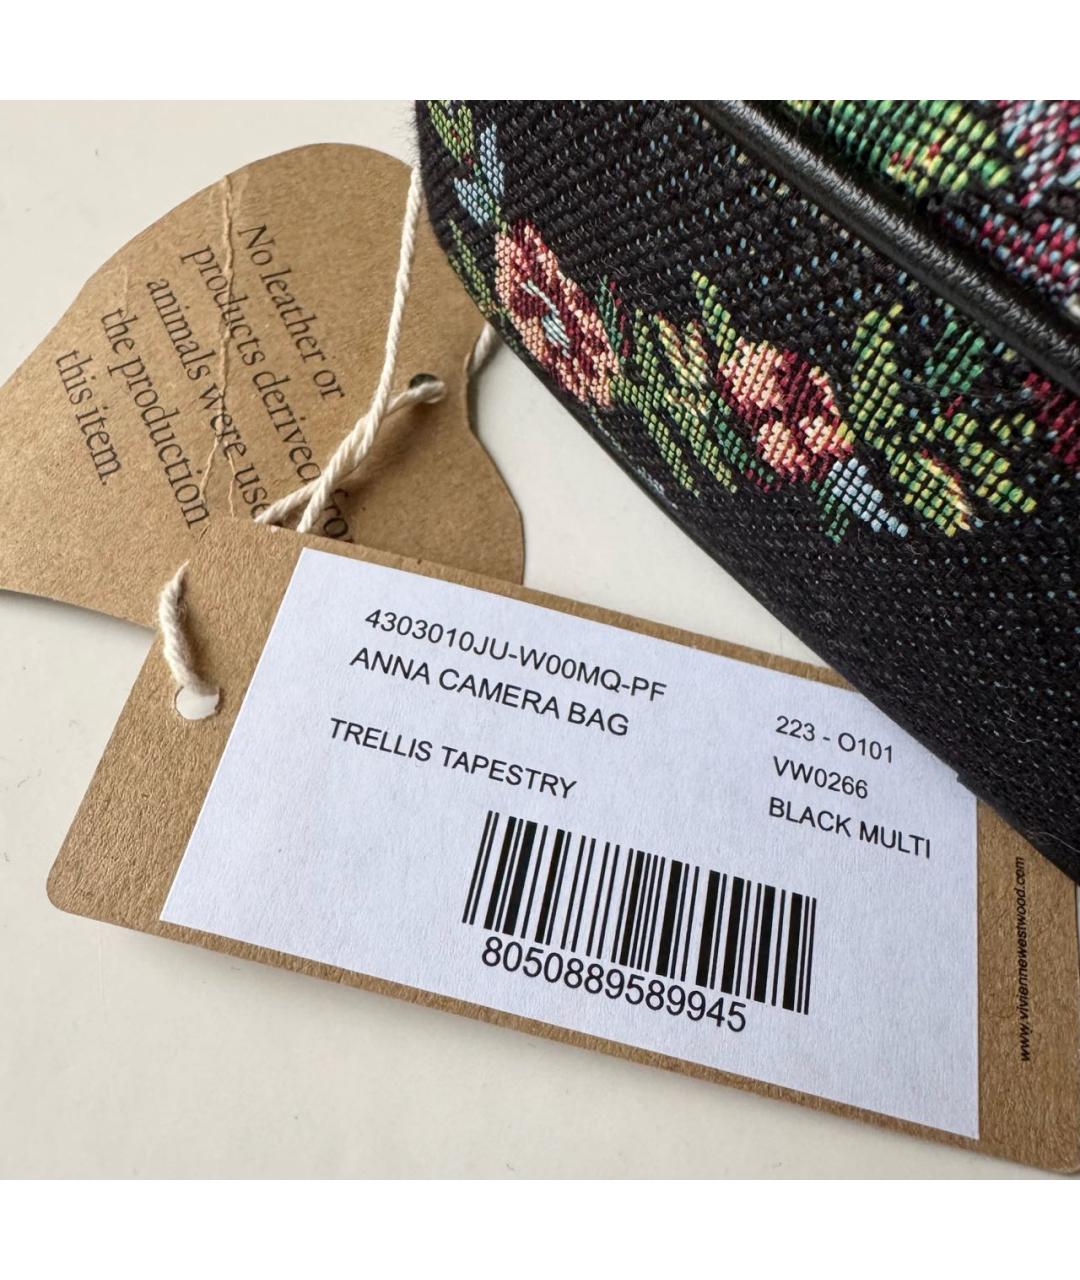 No leather or
products derived fro
animals were use
the production
this item.
4303010JU-W00MQ-PF
ANNA CAMERA BAG
TRELLIS TAPESTRY
223 - O101
VW0266
BLACK MULTI
8050889589945
www.viviennewestwood.com